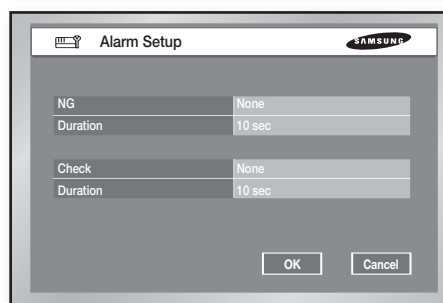 Alarm Setup
SAMSUNG
NG None
Duration 10 sec
Check None
Duration 10 sec
OK Cancel